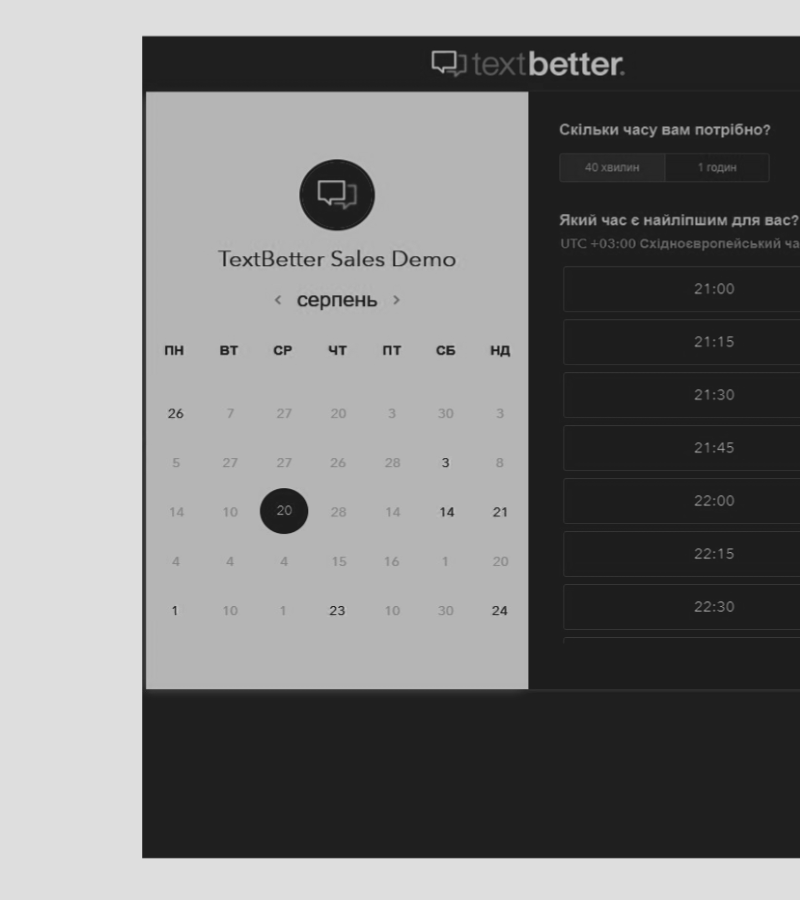 textbetter.
TextBetter Sales Demo
< серпень >
ПН ВТ СР ЧТ ПТ СБ НД
26 7 27 20 3 30 3
5 27 27 26 28 3 8
14 10 20 28 14 14 21
4 4 4 15 16 1 20
1 10 1 23 10 30 24
Скільки часу вам потрібно?
40 хвилин 1 годин
Який час є найліпшим для вас?
UTC +03:00 Східноєвропейський ча
21:00
21:15
21:30
21:45
22:00
22:15
22:30